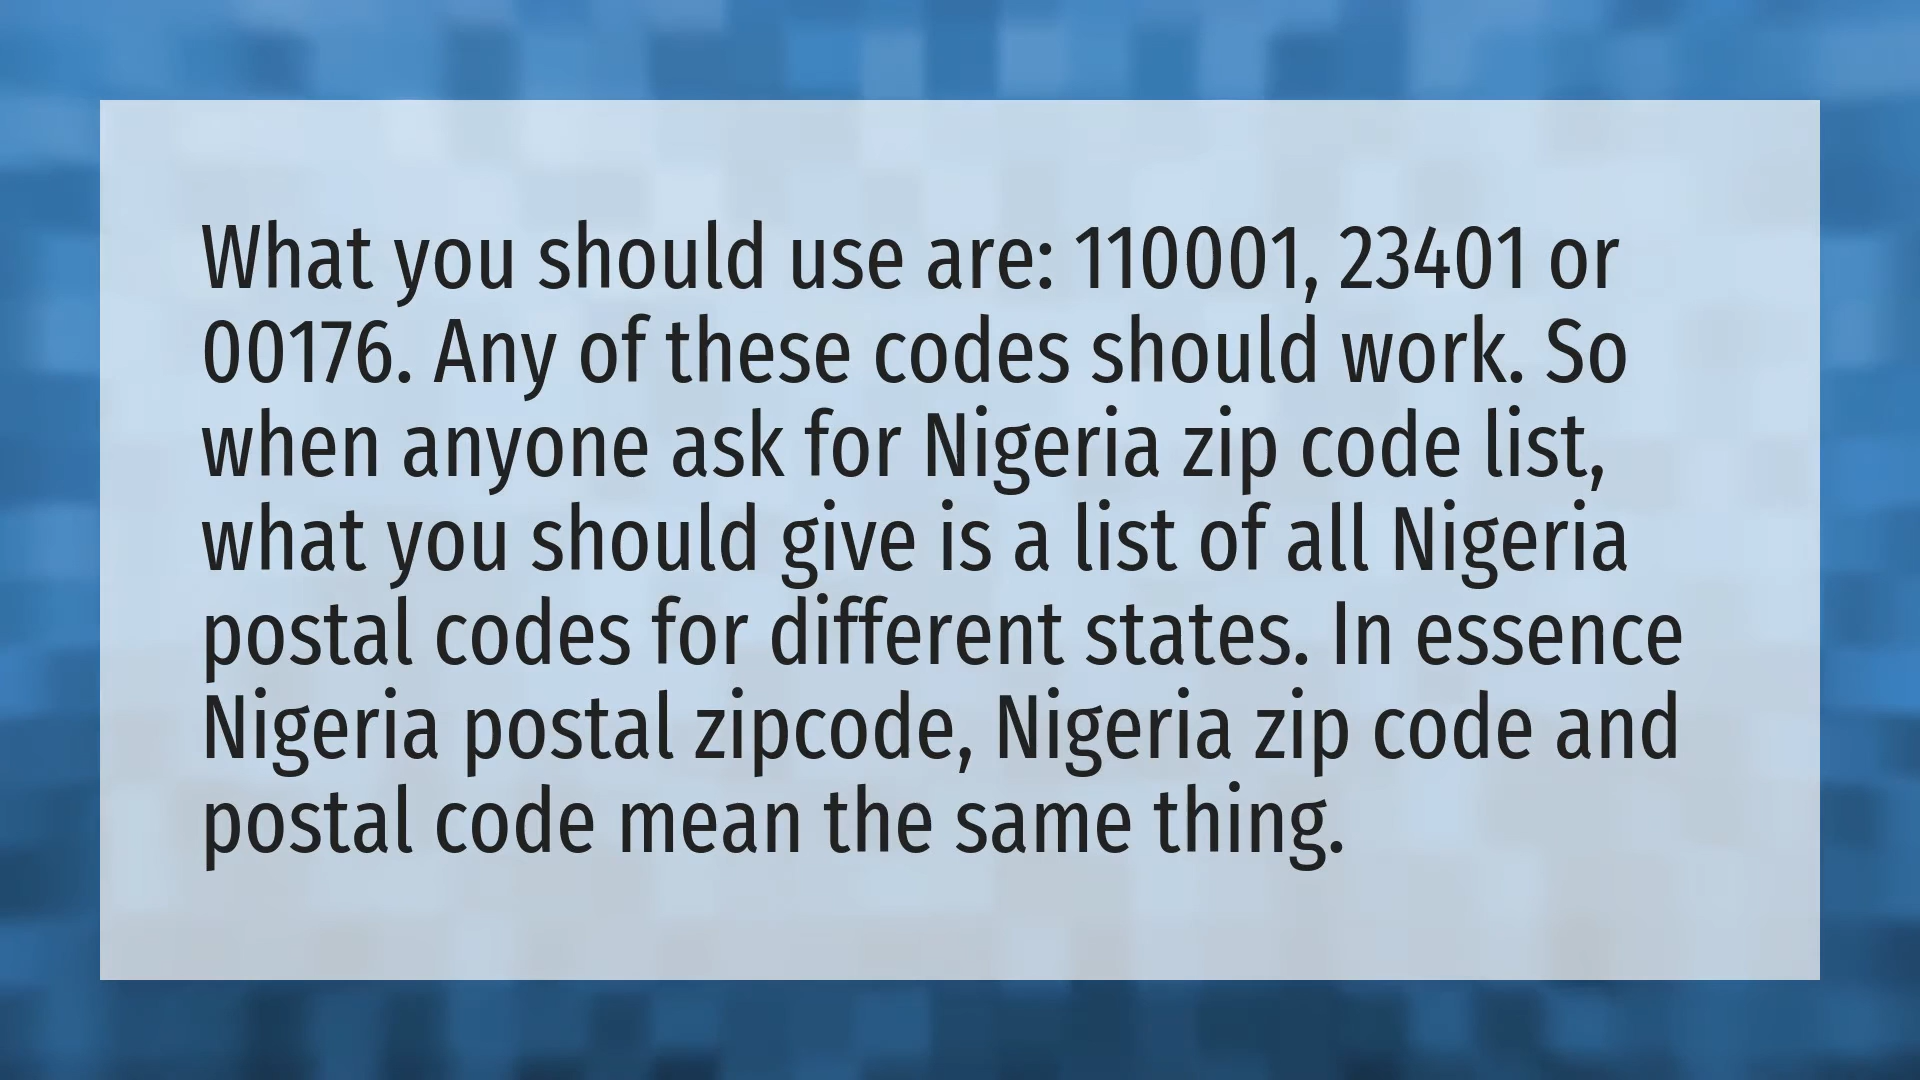 What you should use are: 110001, 23401 or
00176. Any of these codes should work. So
when anyone ask for Nigeria zip code list,
what you should give is a list of all Nigeria
postal codes for different states. In essence
Nigeria postal zipcode, Nigeria zip code and
postal code mean the same thing.